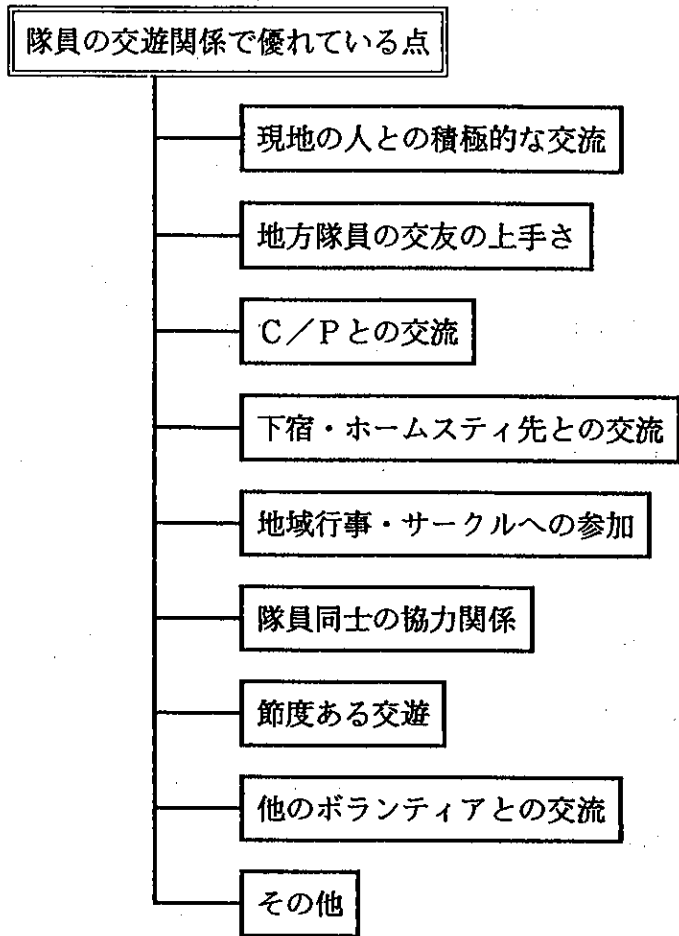 隊員の交遊関係で優れている点
現地の人との積極的な交流
地方隊員の交友の上手さ
C/Pとの交流
下宿・ホームスティ先との交流
地域行事・サークルへの参加
隊員同士の協力関係
節度ある交遊
他のボランティアとの交流
その他